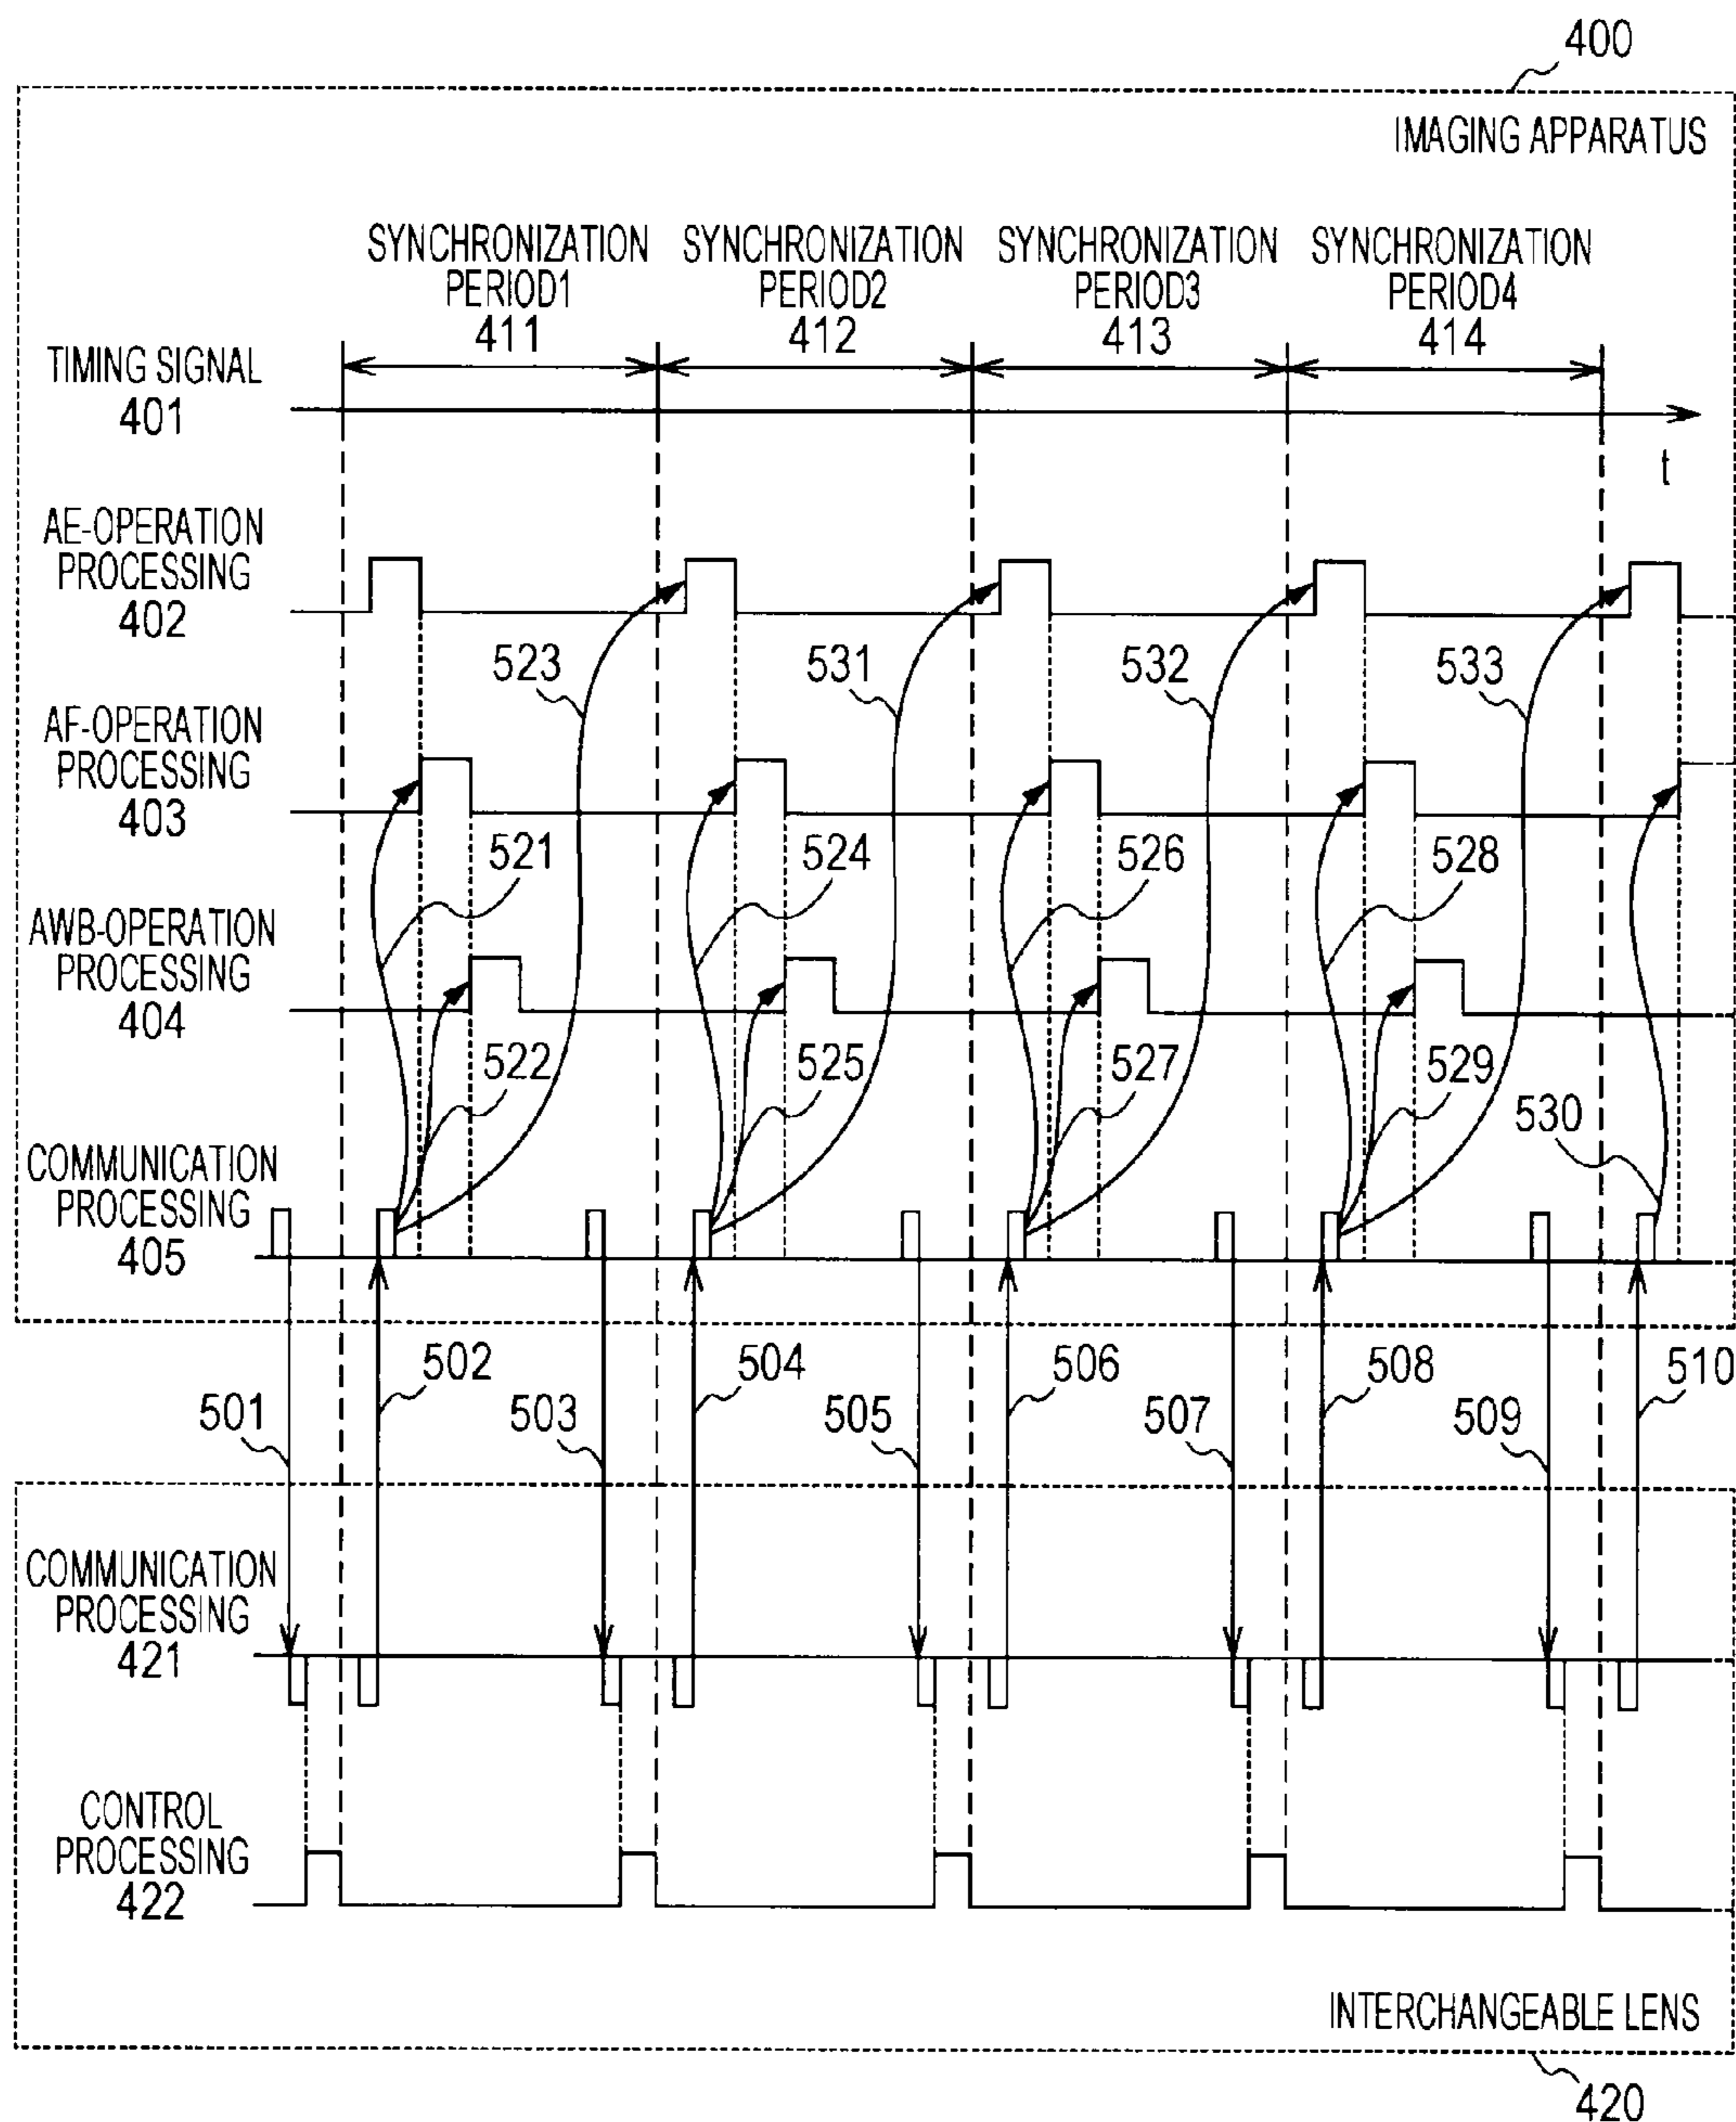 400
IMAGING APPARATUS
SYNCHRONIZATION PERIOD1 411
SYNCHRONIZATION PERIOD2 412
SYNCHRONIZATION PERIOD3 413
SYNCHRONIZATION PERIOD4 414
TIMING SIGNAL 401
t
AE-OPERATION PROCESSING 402
523
531
532
533
AF-OPERATION PROCESSING 403
521
524
526
528
AWB-OPERATION PROCESSING 404
522
525
527
529
530
COMMUNICATION PROCESSING 405
501
502
503
504
505
506
507
508
509
510
COMMUNICATION PROCESSING 421
CONTROL PROCESSING 422
INTERCHANGEABLE LENS
420